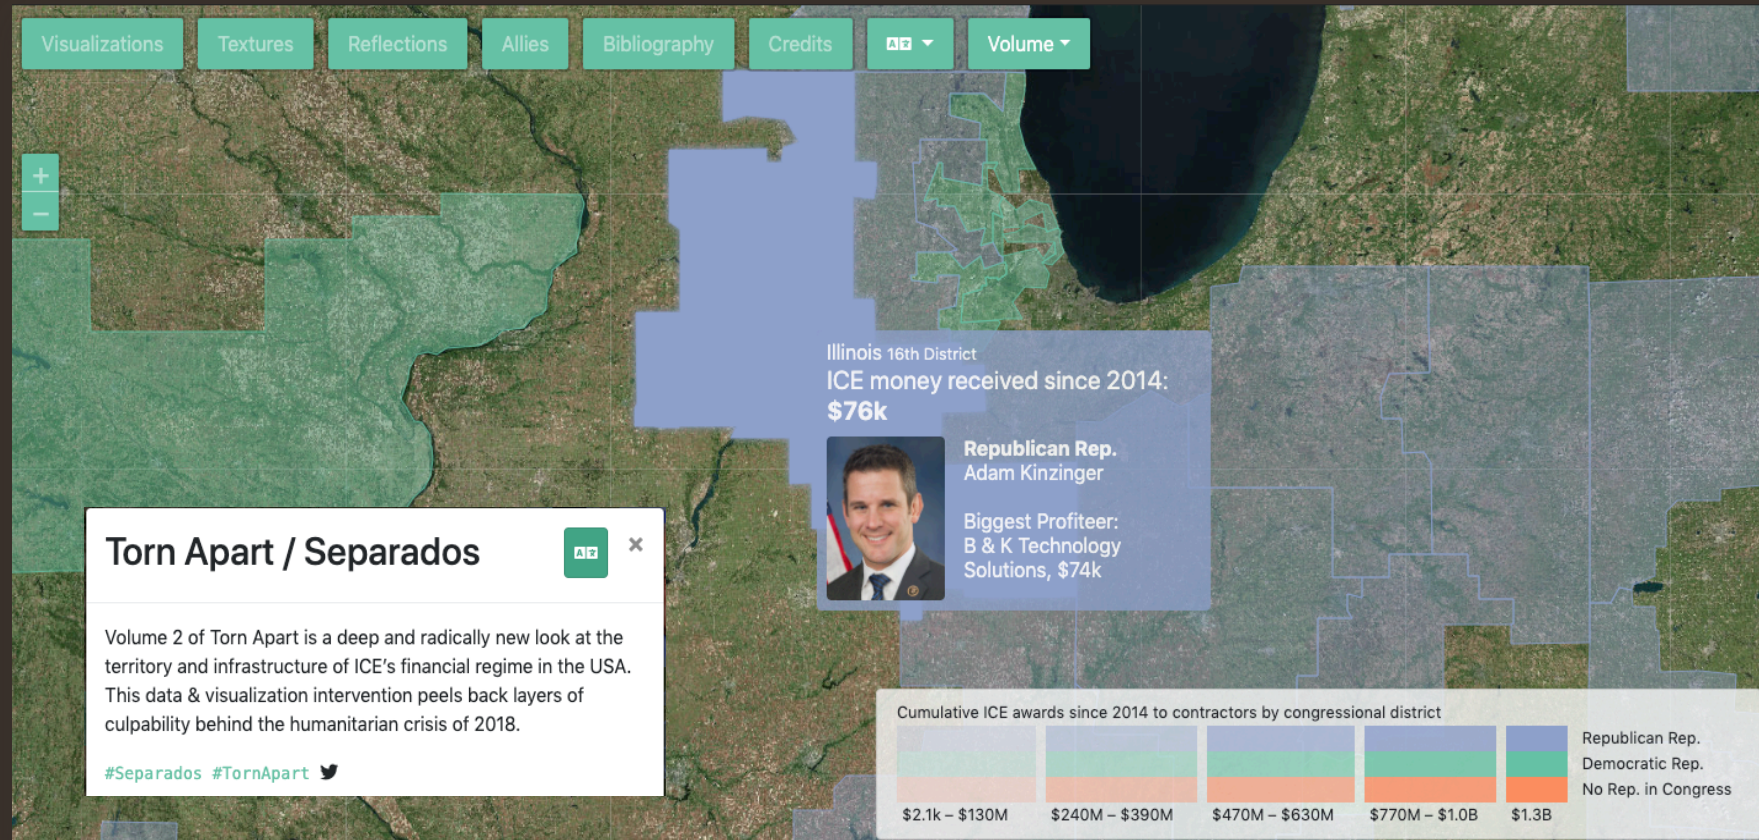 Visualizations
Textures
Reflections
Allies
Bibliography
Credits
Volume
+
−
Illinois 16th District
ICE money received since 2014:
$76k
Republican Rep.
Adam Kinzinger
Biggest Profiteer:
B & K Technology
Solutions, $74k
Torn Apart / Separados
×
Volume 2 of Torn Apart is a deep and radically new look at the
territory and infrastructure of ICE's financial regime in the USA.
This data & visualization intervention peels back layers of
culpability behind the humanitarian crisis of 2018.
#Separados #TornApart
Cumulative ICE awards since 2014 to contractors by congressional district
Republican Rep.
Democratic Rep.
No Rep. in Congress
$2.1k – $130M
$240M – $390M
$470M – $630M
$770M – $1.0B
$1.3B